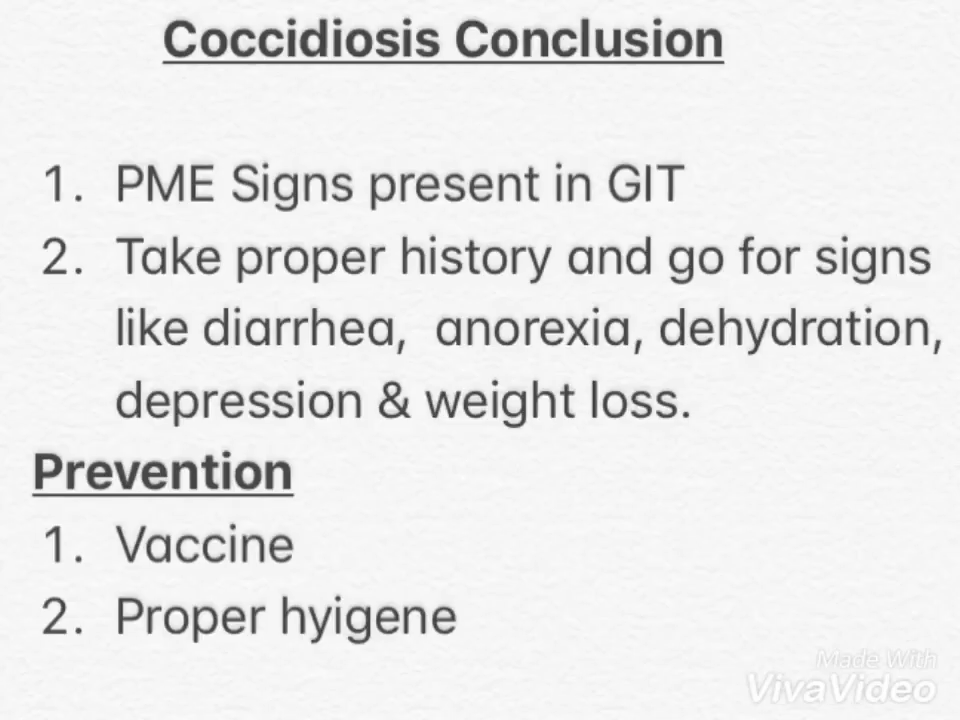 Coccidiosis Conclusion
1. PME Signs present in GIT
2. Take proper history and go for signs
like diarrhea, anorexia, dehydration,
depression & weight loss.
Prevention
1. Vaccine
2. Proper hyigene
Made With
VivaVideo